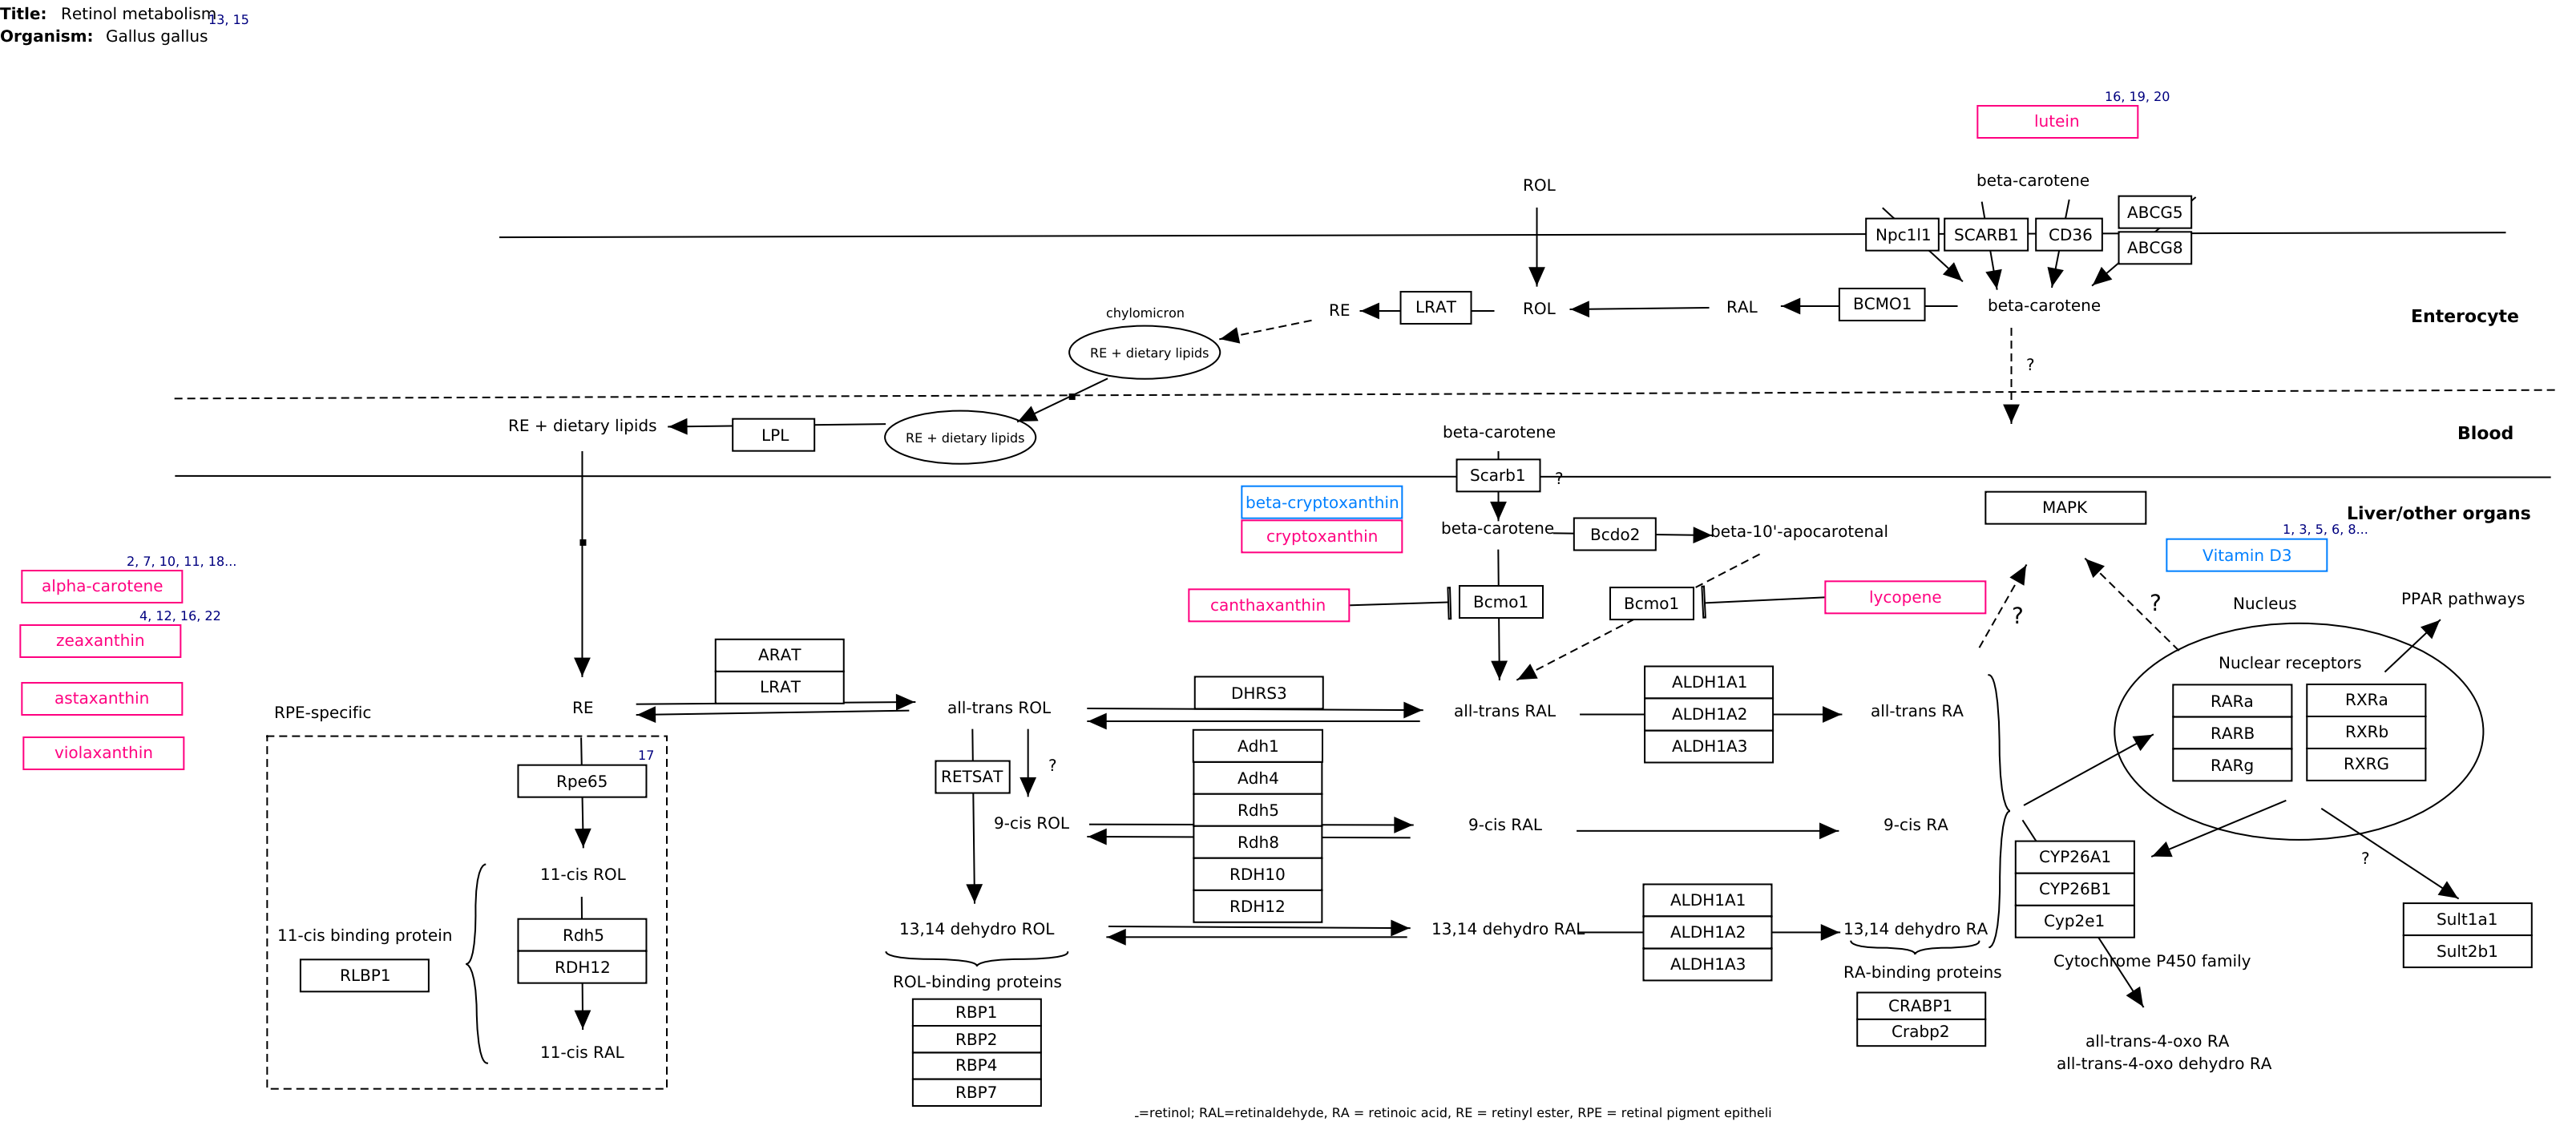 Title: Retinol metabolism
13, 15
Organism: Gallus gallus
16, 19, 20
lutein
ROL
beta-carotene
ABCG5
Npc1l1
SCARB1
CD36
ABCG8
chylomicron
RE
LRAT
ROL
RAL
BCMO1
beta-carotene
Enterocyte
RE + dietary lipids
?
RE + dietary lipids
LPL
RE + dietary lipids
beta-carotene
Blood
Scarb1
?
beta-cryptoxanthin
cryptoxanthin
beta-carotene
Bcdo2
beta-10'-apocarotenal
MAPK
Liver/other organs
1, 3, 5, 6, 8...
Vitamin D3
2, 7, 10, 11, 18...
alpha-carotene
canthaxanthin
Bcmo1
Bcmo1
lycopene
?
?
Nucleus
PPAR pathways
4, 12, 16, 22
zeaxanthin
astaxanthin
violaxanthin
ARAT
LRAT
RPE-specific
RE
all-trans ROL
DHRS3
all-trans RAL
ALDH1A1
ALDH1A2
ALDH1A3
all-trans RA
Nuclear receptors
RARa
RARB
RARg
RXRa
RXRb
RXRG
17
Rpe65
RETSAT
?
Adh1
Adh4
Rdh5
Rdh8
RDH10
RDH12
9-cis ROL
9-cis RAL
9-cis RA
11-cis ROL
CYP26A1
CYP26B1
Cyp2e1
?
Sult1a1
Sult2b1
11-cis binding protein
RLBP1
Rdh5
RDH12
11-cis RAL
13,14 dehydro ROL
13,14 dehydro RAL
ALDH1A1
ALDH1A2
ALDH1A3
13,14 dehydro RA
Cytochrome P450 family
ROL-binding proteins
RBP1
RBP2
RBP4
RBP7
RA-binding proteins
CRABP1
Crabp2
all-trans-4-oxo RA
all-trans-4-oxo dehydro RA
=retinol; RAL=retinaldehyde, RA = retinoic acid, RE = retinyl ester, RPE = retinal pigment epitheli